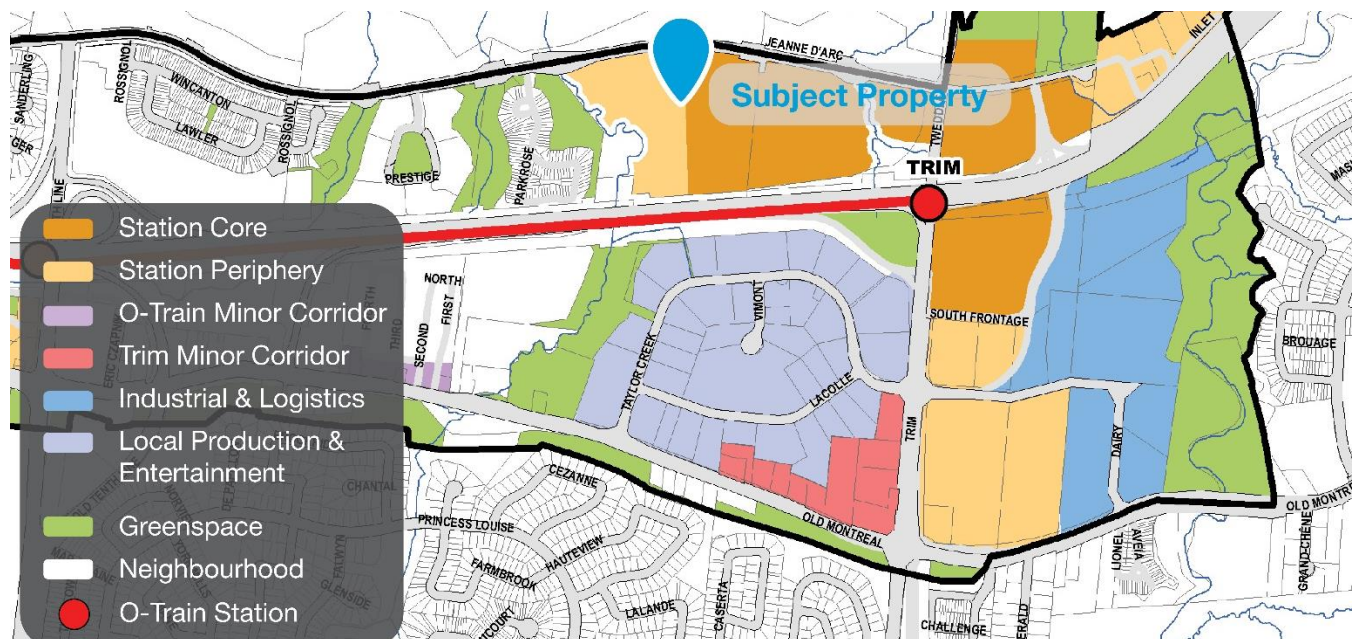 JEANNE D'ARC
INLET
SANDERLING
ROSSIGNOL
WINCANTON
LAWLER
ROSSIGNOL
Subject Property
PRESTIGE
PARKROSE
TRIM
Station Core
Station Periphery
O-Train Minor Corridor
Trim Minor Corridor
Industrial & Logistics
Local Production &
Entertainment
Greenspace
Neighbourhood
O-Train Station
NORTH
FIRST
SECOND
THIRD
VIMONT
SOUTH FRONTAGE
TAYLOR CREEK
LACOLLE
TRIM
DAIRY
BROUAGE
OLD MONTREAL
OLD MONTREAL
CEZANNE
PRINCESS LOUISE
HAUTEVIEW
FARMBROOK
LALANDE
CASERTA
CHALLENGE
LIONEL
AVEIA
GRAND-CHÊNE
CHANTAL
GLENSIDE
FALWYN